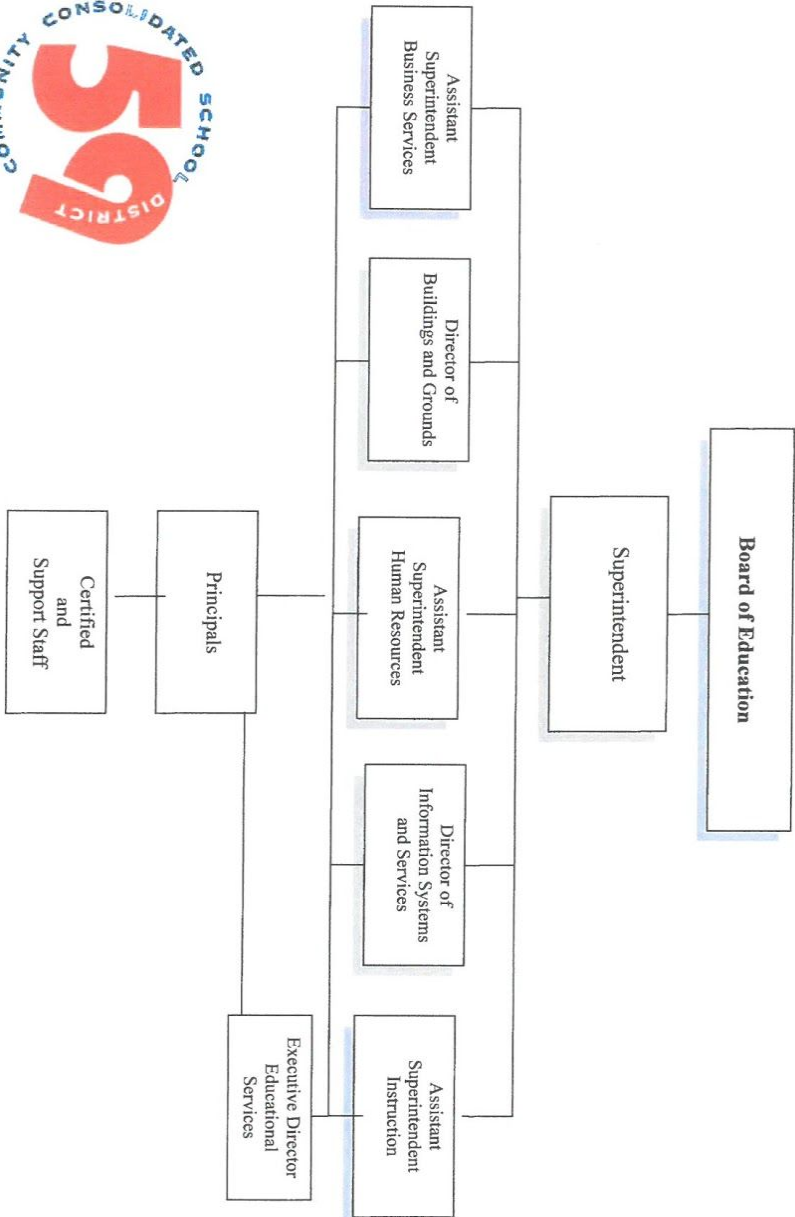 Board of Education
Superintendent
Assistant
Superintendent
Business Services
Director of
Buildings and Grounds
Assistant
Superintendent
Human Resources
Director of
Information Systems
and Services
Assistant
Superintendent
Instruction
Executive Director
Educational
Services
Principals
Certified
and
Support Staff
CONSOLIDATED SCHOOL
59
DISTRICT